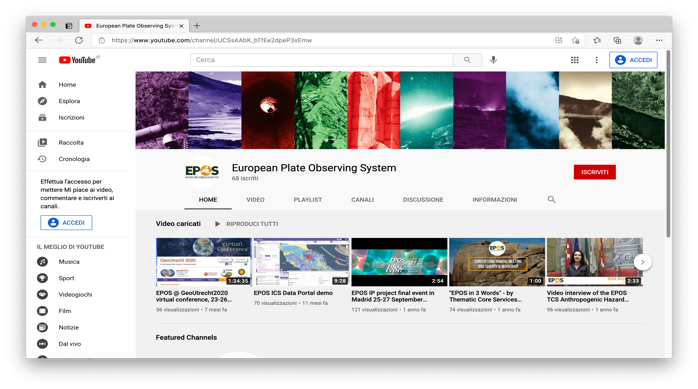 European Plate Observing Sys
https://www.youtube.com/channel/UCSsAAbK_bTfEe2dpeP3sEmw
YouTube IT
Cerca
ACCEDI
Home
Esplora
Iscrizioni
Raccolta
Cronologia
Effettua l'accesso per
mettere Mi piace ai video,
commentare e iscriverti ai
canali.
ACCEDI
IL MEGLIO DI YOUTUBE
Musica
Sport
Videogiochi
Film
Notizie
Dal vivo
EPOS
European Plate Observing System
68 iscritti
ISCRIVITI
HOME
VIDEO
PLAYLIST
CANALI
DISCUSSIONE
INFORMAZIONI
Video caricati
RIPRODUCI TUTTI
Virtual
Conference
GeoUtrecht 2020
1:34:35
EPOS @ GeoUtrecht2020
virtual conference, 23-26...
56 visualizzazioni • 11 mesi fa
9:28
EPOS ICS Data Portal demo
70 visualizzazioni • 11 mesi fa
2:54
EPOS IP project final event in
Madrid 25-27 September...
121 visualizzazioni • 1 anno fa
EPOS
1:00
"EPOS in 3 Words" - by
Thematic Core Services...
74 visualizzazioni • 1 anno fa
EPOS
2:33
Video interview of the EPOS
TCS Anthropogenic Hazard...
96 visualizzazioni • 1 anno fa
Featured Channels